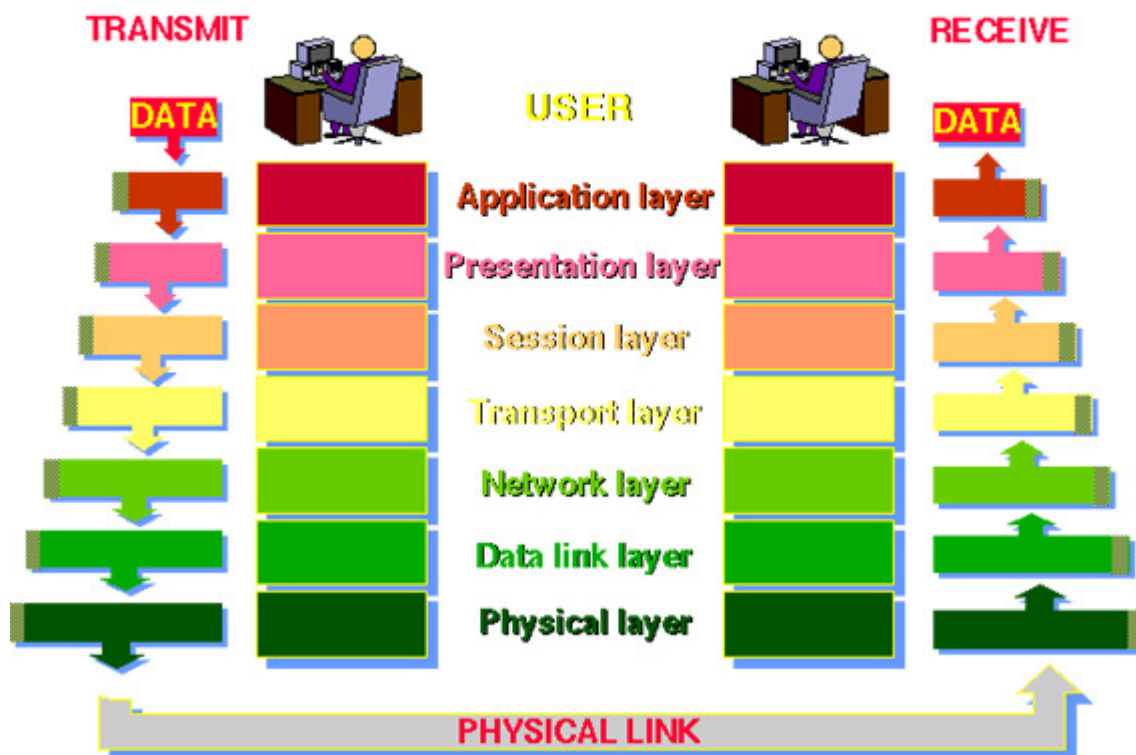 TRANSMIT
RECEIVE
DATA
USER
DATA
Application layer
Presentation layer
Session layer
Transport layer
Network layer
Data link layer
Physical layer
PHYSICAL LINK